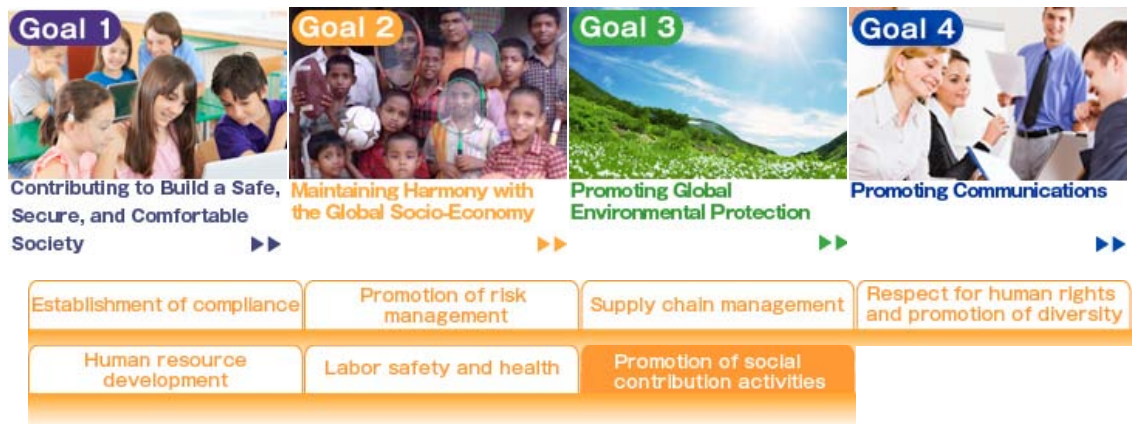 Goal 1
Goal 2
Goal 3
Goal 4
Contributing to Build a Safe,
Secure, and Comfortable
Society
Maintaining Harmony with
the Global Socio-Economy
Promoting Global
Environmental Protection
Promoting Communications
Establishment of compliance
Promotion of risk
management
Supply chain management
Respect for human rights
and promotion of diversity
Human resource
development
Labor safety and health
Promotion of social
contribution activities